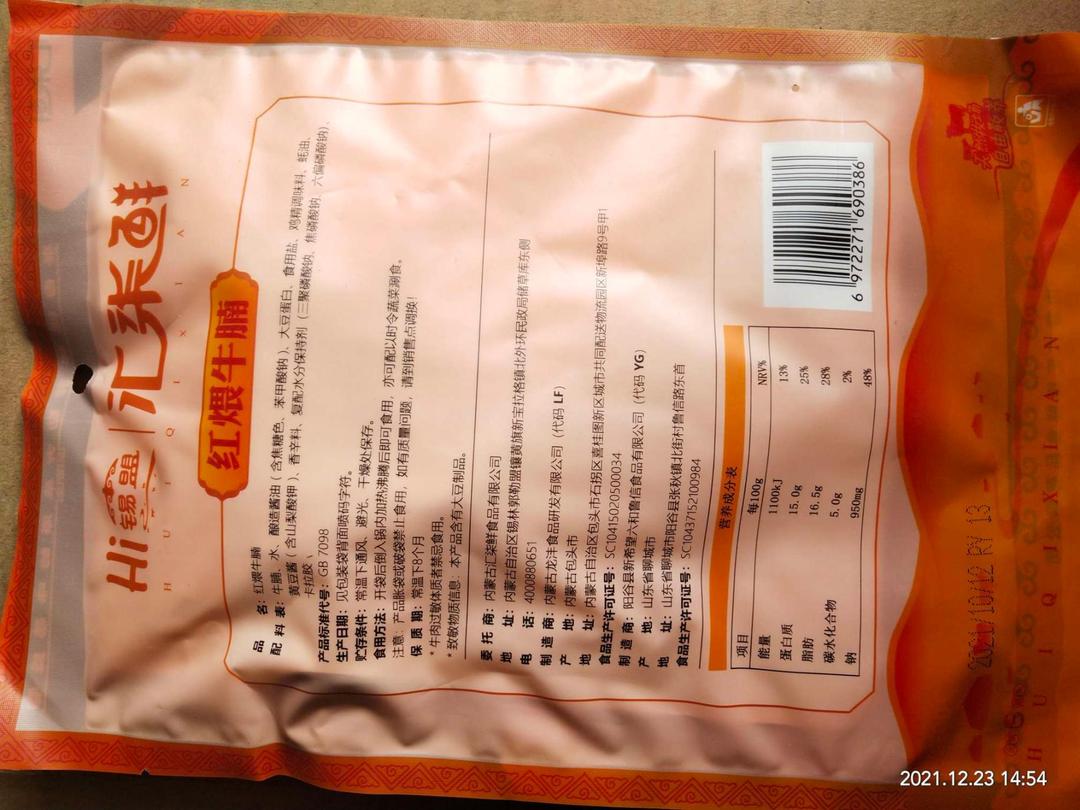 Hi锡盟 | 汇柒鲜
HUIQIXIAN
红煨牛腩
品 名：红煨牛腩
配 料 表：牛腩、水、酿造酱油（含焦糖色、苯甲酸钠）、大豆蛋白、食用盐、鸡精调味料、蚝油、
黄豆酱（含山梨酸钾）、香辛料、复配水分保持剂（三聚磷酸钠、焦磷酸钠、六偏磷酸钠）、
卡拉胶
产品标准代号：GB 7098
生产日期：见包装袋背面喷码字符。
贮存条件：常温下通风、避光、干燥处保存。
食用方法：开袋后倒入锅内加热沸腾后即可食用，亦可配以时令蔬菜涮食。
注意：产品胀袋或破袋禁止食用，如有质量问题，请到销售点调换！
保 质 期：常温下8个月
*牛肉过敏体质者禁忌食用。
*致敏物质信息：本产品含有大豆制品。
委 托 商：内蒙古汇柒鲜食品有限公司
地 址：内蒙古自治区锡林郭勒盟镶黄旗新宝拉格镇北外环民政局储草库东侧
电 话：4000880651
制 造 商：内蒙古龙沣食品研发有限公司（代码 LF）
产 地：内蒙古包头市
地 址：内蒙古自治区包头市石拐区喜桂图新区城市共同配送物流园区新埠路9号甲1
食品生产许可证号：SC10415020500034
制 造 商：阳谷县新希望六和鲁信食品有限公司（代码 YG）
产 地：山东省聊城市
地 址：山东省聊城市阳谷县张秋镇北街村鲁信路东首
食品生产许可证号：SC10437152100984
营养成分表
项目 每100g NRV%
能量 1100kJ 13%
蛋白质 15.0g 25%
脂肪 16.5g 28%
碳水化合物 5.0g 2%
钠 950mg 48%
6 972271 690386
2021/10/12 RY 13
HUIQIXIAN
2021.12.23 14:54